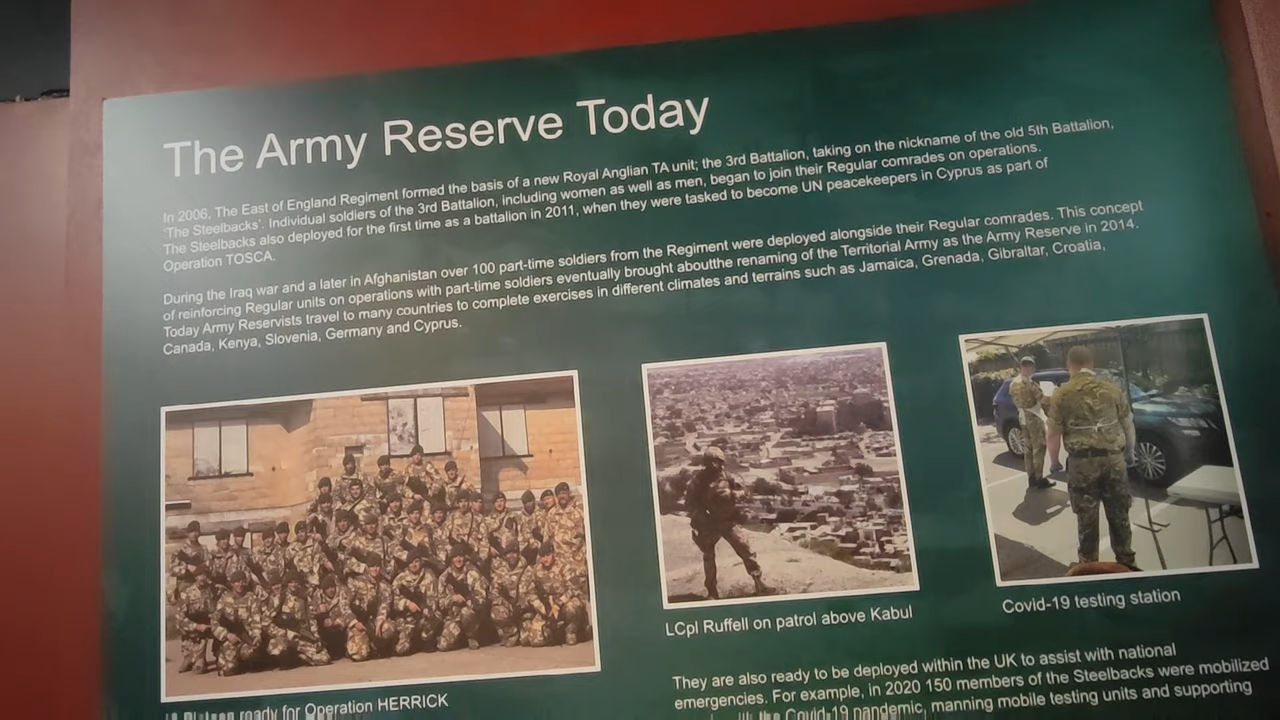 The Army Reserve Today
In 2006, The East of England Regiment formed the basis of a new Royal Anglian TA unit; the 3rd Battalion, taking on the nickname of the old 5th Battalion,
'The Steelbacks'. Individual soldiers of the 3rd Battalion, including women as well as men, began to join their Regular comrades on operations.
The Steelbacks also deployed for the first time as a battalion in 2011, when they were tasked to become UN peacekeepers in Cyprus as part of
Operation TOSCA.
During the Iraq war and a later in Afghanistan over 100 part-time soldiers from the Regiment were deployed alongside their Regular comrades. This concept
of reinforcing Regular units on operations with part-time soldiers eventually brought aboutthe renaming of the Territorial Army as the Army Reserve in 2014.
Today Army Reservists travel to many countries to complete exercises in different climates and terrains such as Jamaica, Grenada, Gibraltar, Croatia,
Canada, Kenya, Slovenia, Germany and Cyprus.
ready for Operation HERRICK
LCpl Ruffell on patrol above Kabul
Covid-19 testing station
They are also ready to be deployed within the UK to assist with national
emergencies. For example, in 2020 150 members of the Steelbacks were mobilized
Covid-19 pandemic, manning mobile testing units and supporting